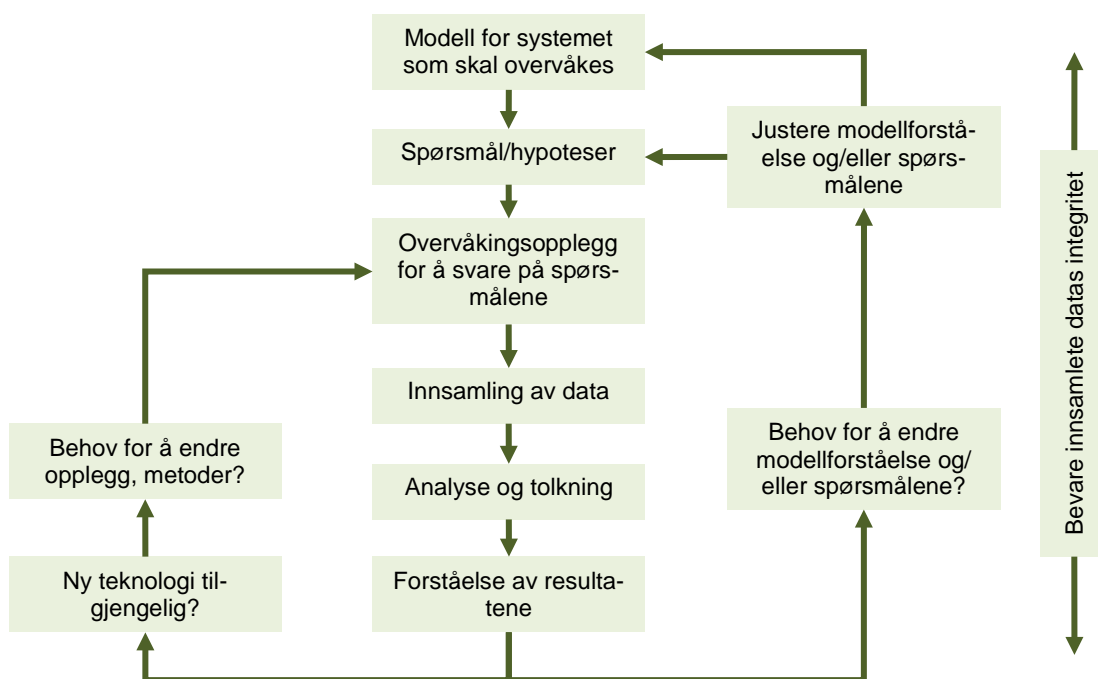 Modell for systemet
som skal overvåkes
Spørsmål/hypoteser
Overvåkingsopplegg
for å svare på spørs-
målene
Innsamling av data
Analyse og tolkning
Forståelse av resulta-
tene
Behov for å endre
opplegg, metoder?
Ny teknologi til-
gjengelig?
Justere modellforstå-
else og/eller spørs-
målene
Behov for å endre
modellforståelse og/
eller spørsmålene?
Bevare innsamlete datas integritet